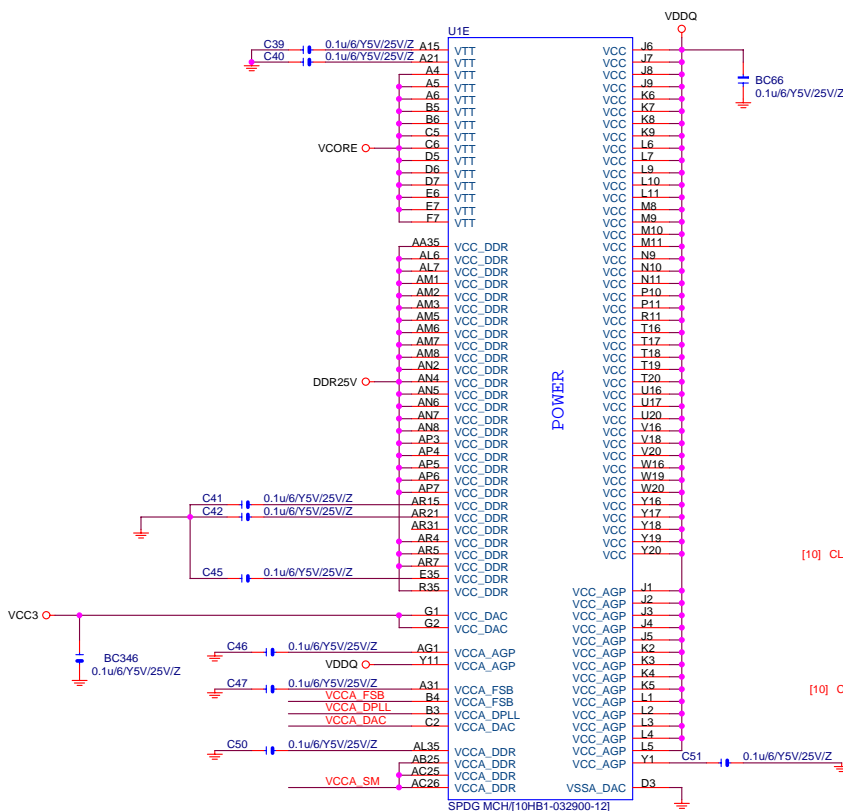 VDDQ
U1E
C39 0.1u/6/Y5V/25V/Z A15 VTT VCC J6
C40 0.1u/6/Y5V/25V/Z A21 VTT VCC J7
A4 VTT VCC J8
A5 VTT VCC J9
A6 VTT VCC K6
B5 VTT VCC K7
B6 VTT VCC K8
C5 VTT VCC K9
VCORE C6 VTT VCC L6
D5 VTT VCC L7
D6 VTT VCC L9
D7 VTT VCC L10
E6 VTT VCC L11
E7 VTT VCC M8
F7 VTT VCC M9
BC66
0.1u/6/Y5V/25V/Z
VCC M10
AA35 VCC_DDR VCC M11
AL6 VCC_DDR VCC N9
AL7 VCC_DDR VCC N10
AM1 VCC_DDR VCC N11
AM2 VCC_DDR VCC P10
AM3 VCC_DDR VCC P11
AM5 VCC_DDR VCC R11
AM6 VCC_DDR VCC T16
AM7 VCC_DDR VCC T17
AM8 VCC_DDR VCC T18
AN2 VCC_DDR VCC T19
DDR25V AN4 VCC_DDR VCC T20
AN5 VCC_DDR VCC U16
AN6 VCC_DDR VCC U17
AN7 VCC_DDR VCC U20
AN8 VCC_DDR VCC V16
AP3 VCC_DDR VCC V18
AP4 VCC_DDR VCC V20
AP5 VCC_DDR VCC W16
AP6 VCC_DDR VCC W19
AP7 VCC_DDR VCC W20
C41 0.1u/6/Y5V/25V/Z AR15 VCC_DDR VCC Y16
C42 0.1u/6/Y5V/25V/Z AR21 VCC_DDR VCC Y17
AR31 VCC_DDR VCC Y18
AR4 VCC_DDR VCC Y19
AR5 VCC_DDR VCC Y20
AR7 VCC_DDR
C45 0.1u/6/Y5V/25V/Z E35 VCC_DDR
R35 VCC_DDR
POWER
[10] CL
VCC_AGP J1
VCC_AGP J2
VCC3 G1 VCC_DAC VCC_AGP J3
G2 VCC_DAC VCC_AGP J4
VCC_AGP J5
C46 0.1u/6/Y5V/25V/Z AG1 VCCA_AGP VCC_AGP K2
VDDQ Y11 VCCA_AGP VCC_AGP K3
BC346
0.1u/6/Y5V/25V/Z
VCC_AGP K4
C47 0.1u/6/Y5V/25V/Z A31 VCCA_FSB VCC_AGP K5
VCCA_FSB B4 VCCA_FSB VCC_AGP L1
VCCA_DPLL B3 VCCA_DPLL VCC_AGP L2
VCCA_DAC C2 VCCA_DAC VCC_AGP L3
[10] C
VCC_AGP L4
C50 0.1u/6/Y5V/25V/Z AL35 VCCA_DDR VCC_AGP L5
AB25 VCCA_DDR VCC_AGP Y1 C51 0.1u/6/Y5V/25V/Z
AC25 VCCA_DDR
VCCA_SM AC26 VCCA_DDR VSSA_DAC D3
SPDG MCH/[10HB1-032900-12]